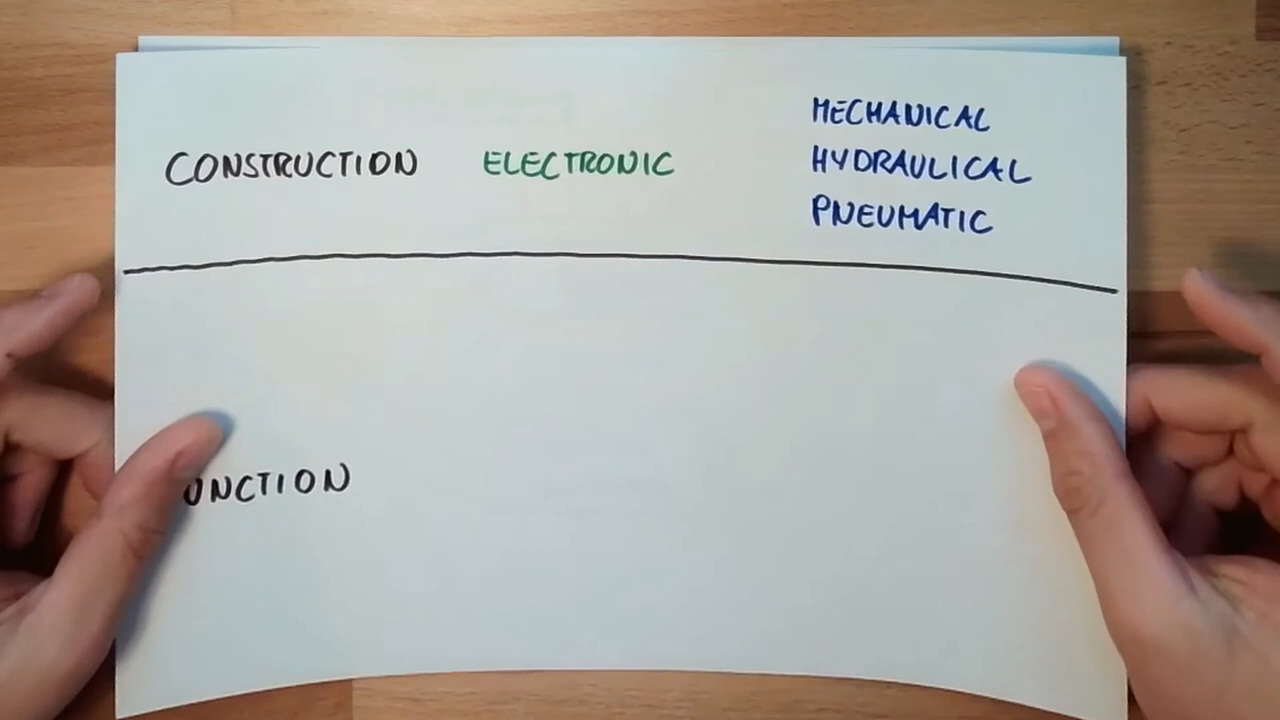 CONSTRUCTION ELECTRONIC
MECHANICAL
HYDRAULICAL
PNEUMATIC
UNCTION